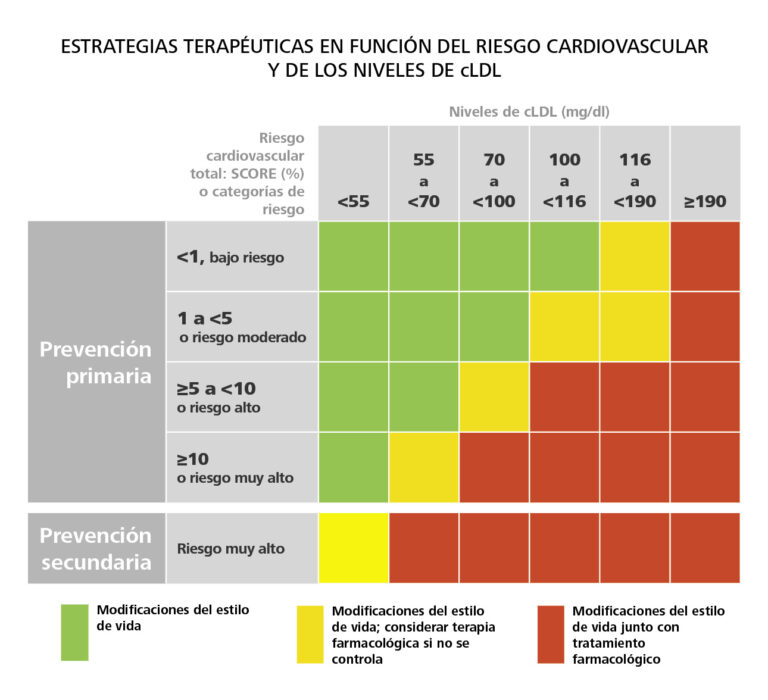 ESTRATEGIAS TERAPÉUTICAS EN FUNCIÓN DEL RIESGO CARDIOVASCULAR
Y DE LOS NIVELES DE cLDL
Niveles de cLDL (mg/dl)
Riesgo
cardiovascular
total: SCORE (%)
o categorías de
riesgo
<55
55
a
<70
70
a
<100
100
a
<116
116
a
<190
≥190
Prevención
primaria
<1, bajo riesgo
1 a <5
o riesgo moderado
≥5 a <10
o riesgo alto
≥10
o riesgo muy alto
Prevención
secundaria
Riesgo muy alto
Modificaciones del estilo
de vida
Modificaciones del estilo
de vida; considerar terapia
farmacológica si no se
controla
Modificaciones del estilo
de vida junto con
tratamiento
farmacológico